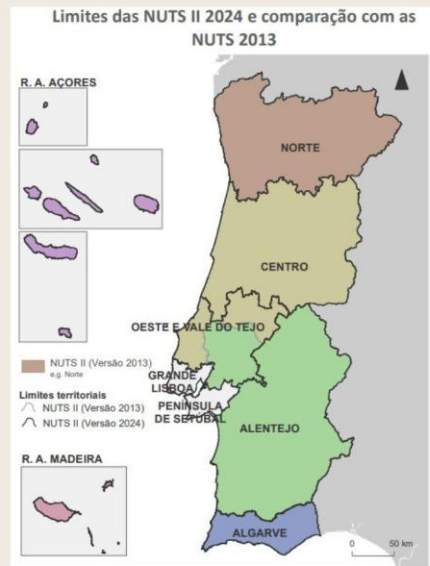 Limites das NUTS II 2024 e comparação com as
NUTS 2013
R. A. AÇORES
NORTE
CENTRO
OESTE E VALE DO TEJO
NUTS II (Versão 2013)
e.g. Norte
GRANDE
LISBOA
Limites territoriais
NUTS II (Versão 2013)
NUTS II (Versão 2024)
PENÍNSULA
DE SETÚBAL
ALENTEJO
R. A. MADEIRA
ALGARVE
0 50 km